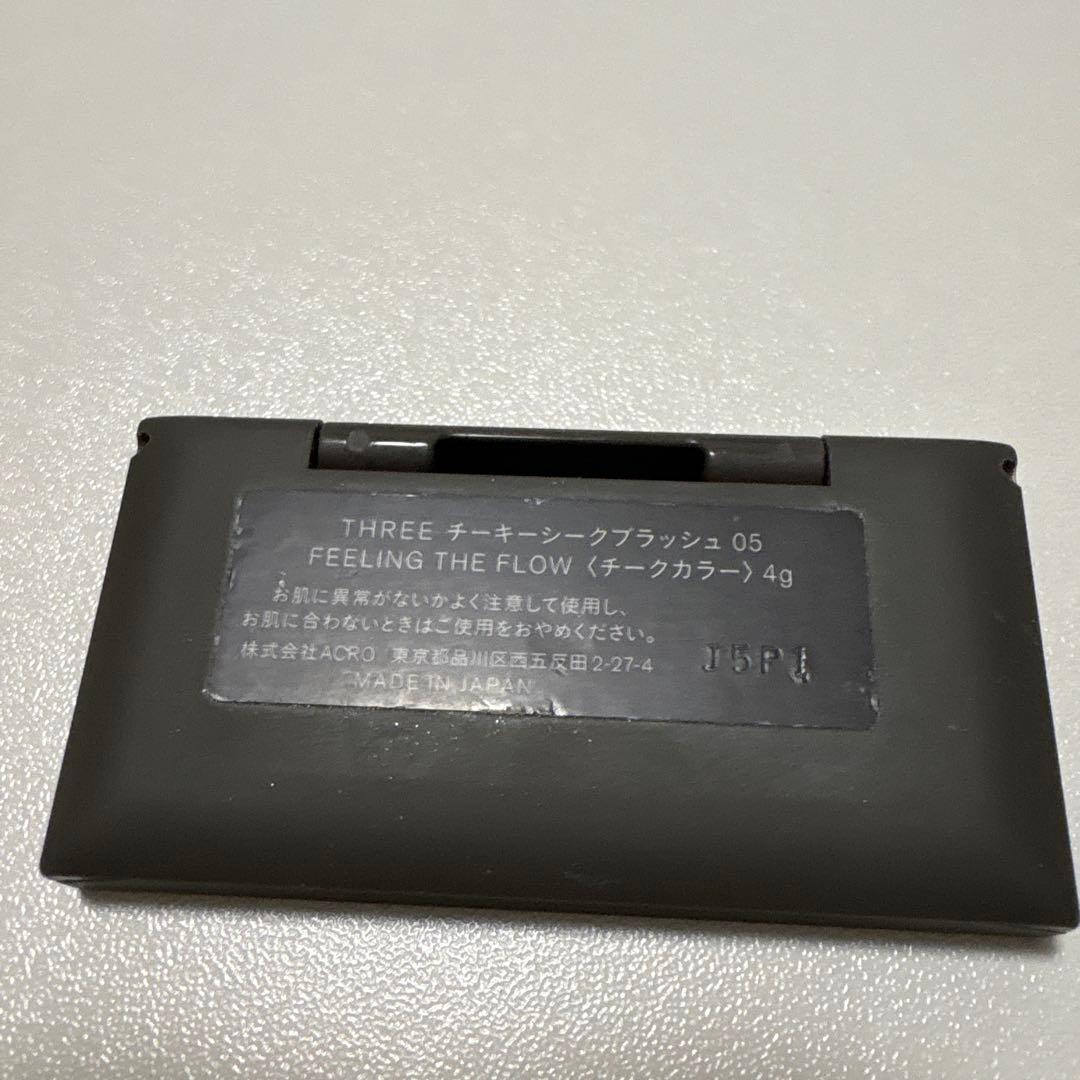 THREE チーキーシークブラッシュ 05
FEELING THE FLOW 〈チークカラー〉 4g
お肌に異常がないかよく注意して使用し、
お肌に合わないときはご使用をおやめください。
株式会社ACRO 東京都品川区西五反田2-27-4
MADE IN JAPAN
J5P1